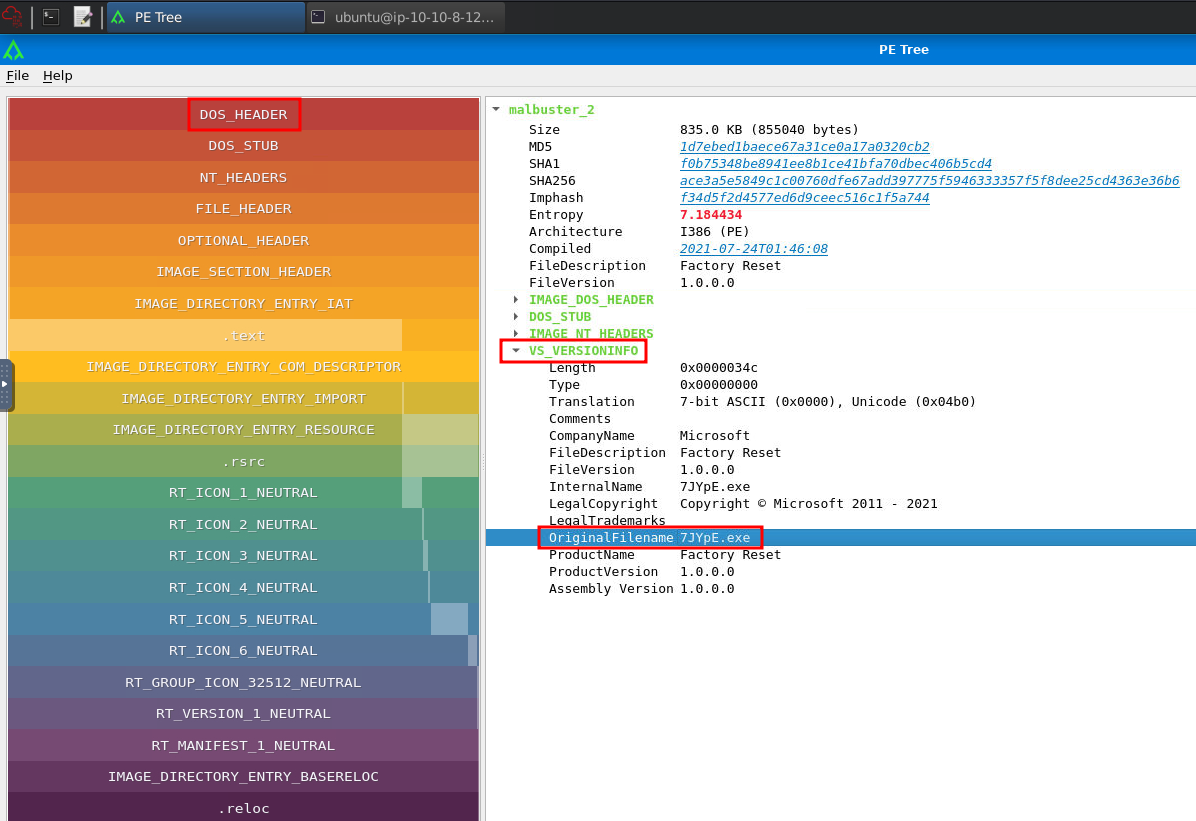 PE Tree
ubuntu@ip-10-10-8-12...
PE Tree
File Help
DOS_HEADER
DOS_STUB
NT_HEADERS
FILE_HEADER
OPTIONAL_HEADER
IMAGE_SECTION_HEADER
IMAGE_DIRECTORY_ENTRY_IAT
.text
IMAGE_DIRECTORY_ENTRY_COM_DESCRIPTOR
IMAGE_DIRECTORY_ENTRY_IMPORT
IMAGE_DIRECTORY_ENTRY_RESOURCE
.rsrc
RT_ICON_1_NEUTRAL
RT_ICON_2_NEUTRAL
RT_ICON_3_NEUTRAL
RT_ICON_4_NEUTRAL
RT_ICON_5_NEUTRAL
RT_ICON_6_NEUTRAL
RT_GROUP_ICON_32512_NEUTRAL
RT_VERSION_1_NEUTRAL
RT_MANIFEST_1_NEUTRAL
IMAGE_DIRECTORY_ENTRY_BASERELOC
.reloc
malbuster_2
Size 835.0 KB (855040 bytes)
MD5 1d7ebed1baece67a31ce0a17a0320cb2
SHA1 f0b75348be8941ee8b1ce41bfa70dbec406b5cd4
SHA256 ace3a5e5849c1c00760dfe67add397775f5946333357f5f8dee25cd4363e36b6
Imphash f34d5f2d4577ed6d9ceec516c1f5a744
Entropy 7.184434
Architecture I386 (PE)
Compiled 2021-07-24T01:46:08
FileDescription Factory Reset
FileVersion 1.0.0.0
IMAGE_DOS_HEADER
DOS_STUB
IMAGE_NT_HEADERS
VS_VERSIONINFO
Length 0x0000034c
Type 0x00000000
Translation 7-bit ASCII (0x0000), Unicode (0x04b0)
Comments
CompanyName Microsoft
FileDescription Factory Reset
FileVersion 1.0.0.0
InternalName 7JYpE.exe
LegalCopyright Copyright © Microsoft 2011 - 2021
LegalTrademarks
OriginalFilename 7JYpE.exe
ProductName Factory Reset
ProductVersion 1.0.0.0
Assembly Version 1.0.0.0